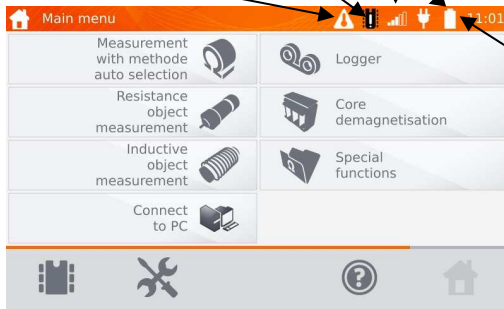 Main menu
11:01
Measurement
with methode
auto selection
Logger
Resistance
object
measurement
Core
demagnetisation
Inductive
object
measurement
Special
functions
Connect
to PC